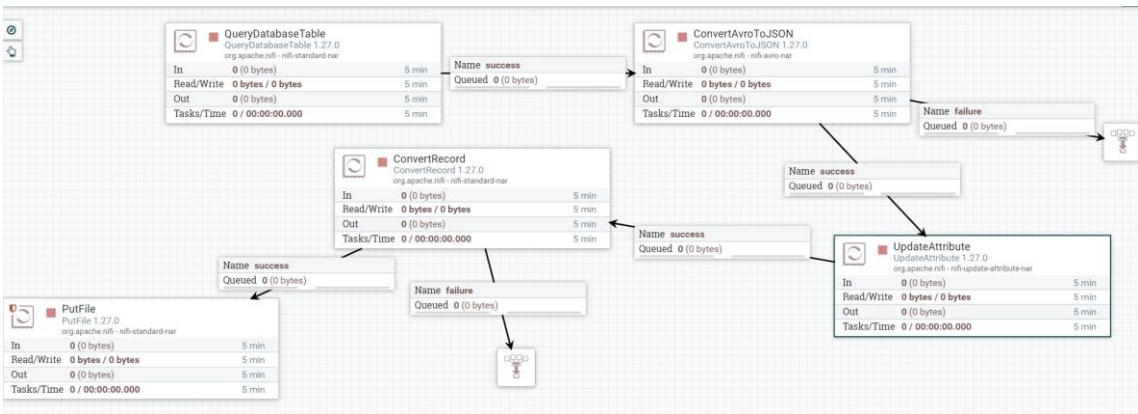 QueryDatabaseTable
QueryDatabaseTable 1.27.0
org.apache.nifi - nifi-standard-nar
In 0 (0 bytes) 5 min
Read/Write 0 bytes / 0 bytes 5 min
Out 0 (0 bytes) 5 min
Tasks/Time 0 / 00:00:00.000 5 min
Name success
Queued 0 (0 bytes)
ConvertAvroToJSON
ConvertAvroToJSON 1.27.0
org.apache.nifi - nifi-avro-nar
In 0 (0 bytes) 5 min
Read/Write 0 bytes / 0 bytes 5 min
Out 0 (0 bytes) 5 min
Tasks/Time 0 / 00:00:00.000 5 min
Name failure
Queued 0 (0 bytes)
Name success
Queued 0 (0 bytes)
UpdateAttribute
UpdateAttribute 1.27.0
org.apache.nifi - nifi-update-attribute-nar
In 0 (0 bytes) 5 min
Read/Write 0 bytes / 0 bytes 5 min
Out 0 (0 bytes) 5 min
Tasks/Time 0 / 00:00:00.000 5 min
Name success
Queued 0 (0 bytes)
ConvertRecord
ConvertRecord 1.27.0
org.apache.nifi - nifi-standard-nar
In 0 (0 bytes) 5 min
Read/Write 0 bytes / 0 bytes 5 min
Out 0 (0 bytes) 5 min
Tasks/Time 0 / 00:00:00.000 5 min
Name success
Queued 0 (0 bytes)
Name failure
Queued 0 (0 bytes)
PutFile
PutFile 1.27.0
org.apache.nifi - nifi-standard-nar
In 0 (0 bytes) 5 min
Read/Write 0 bytes / 0 bytes 5 min
Out 0 (0 bytes) 5 min
Tasks/Time 0 / 00:00:00.000 5 min